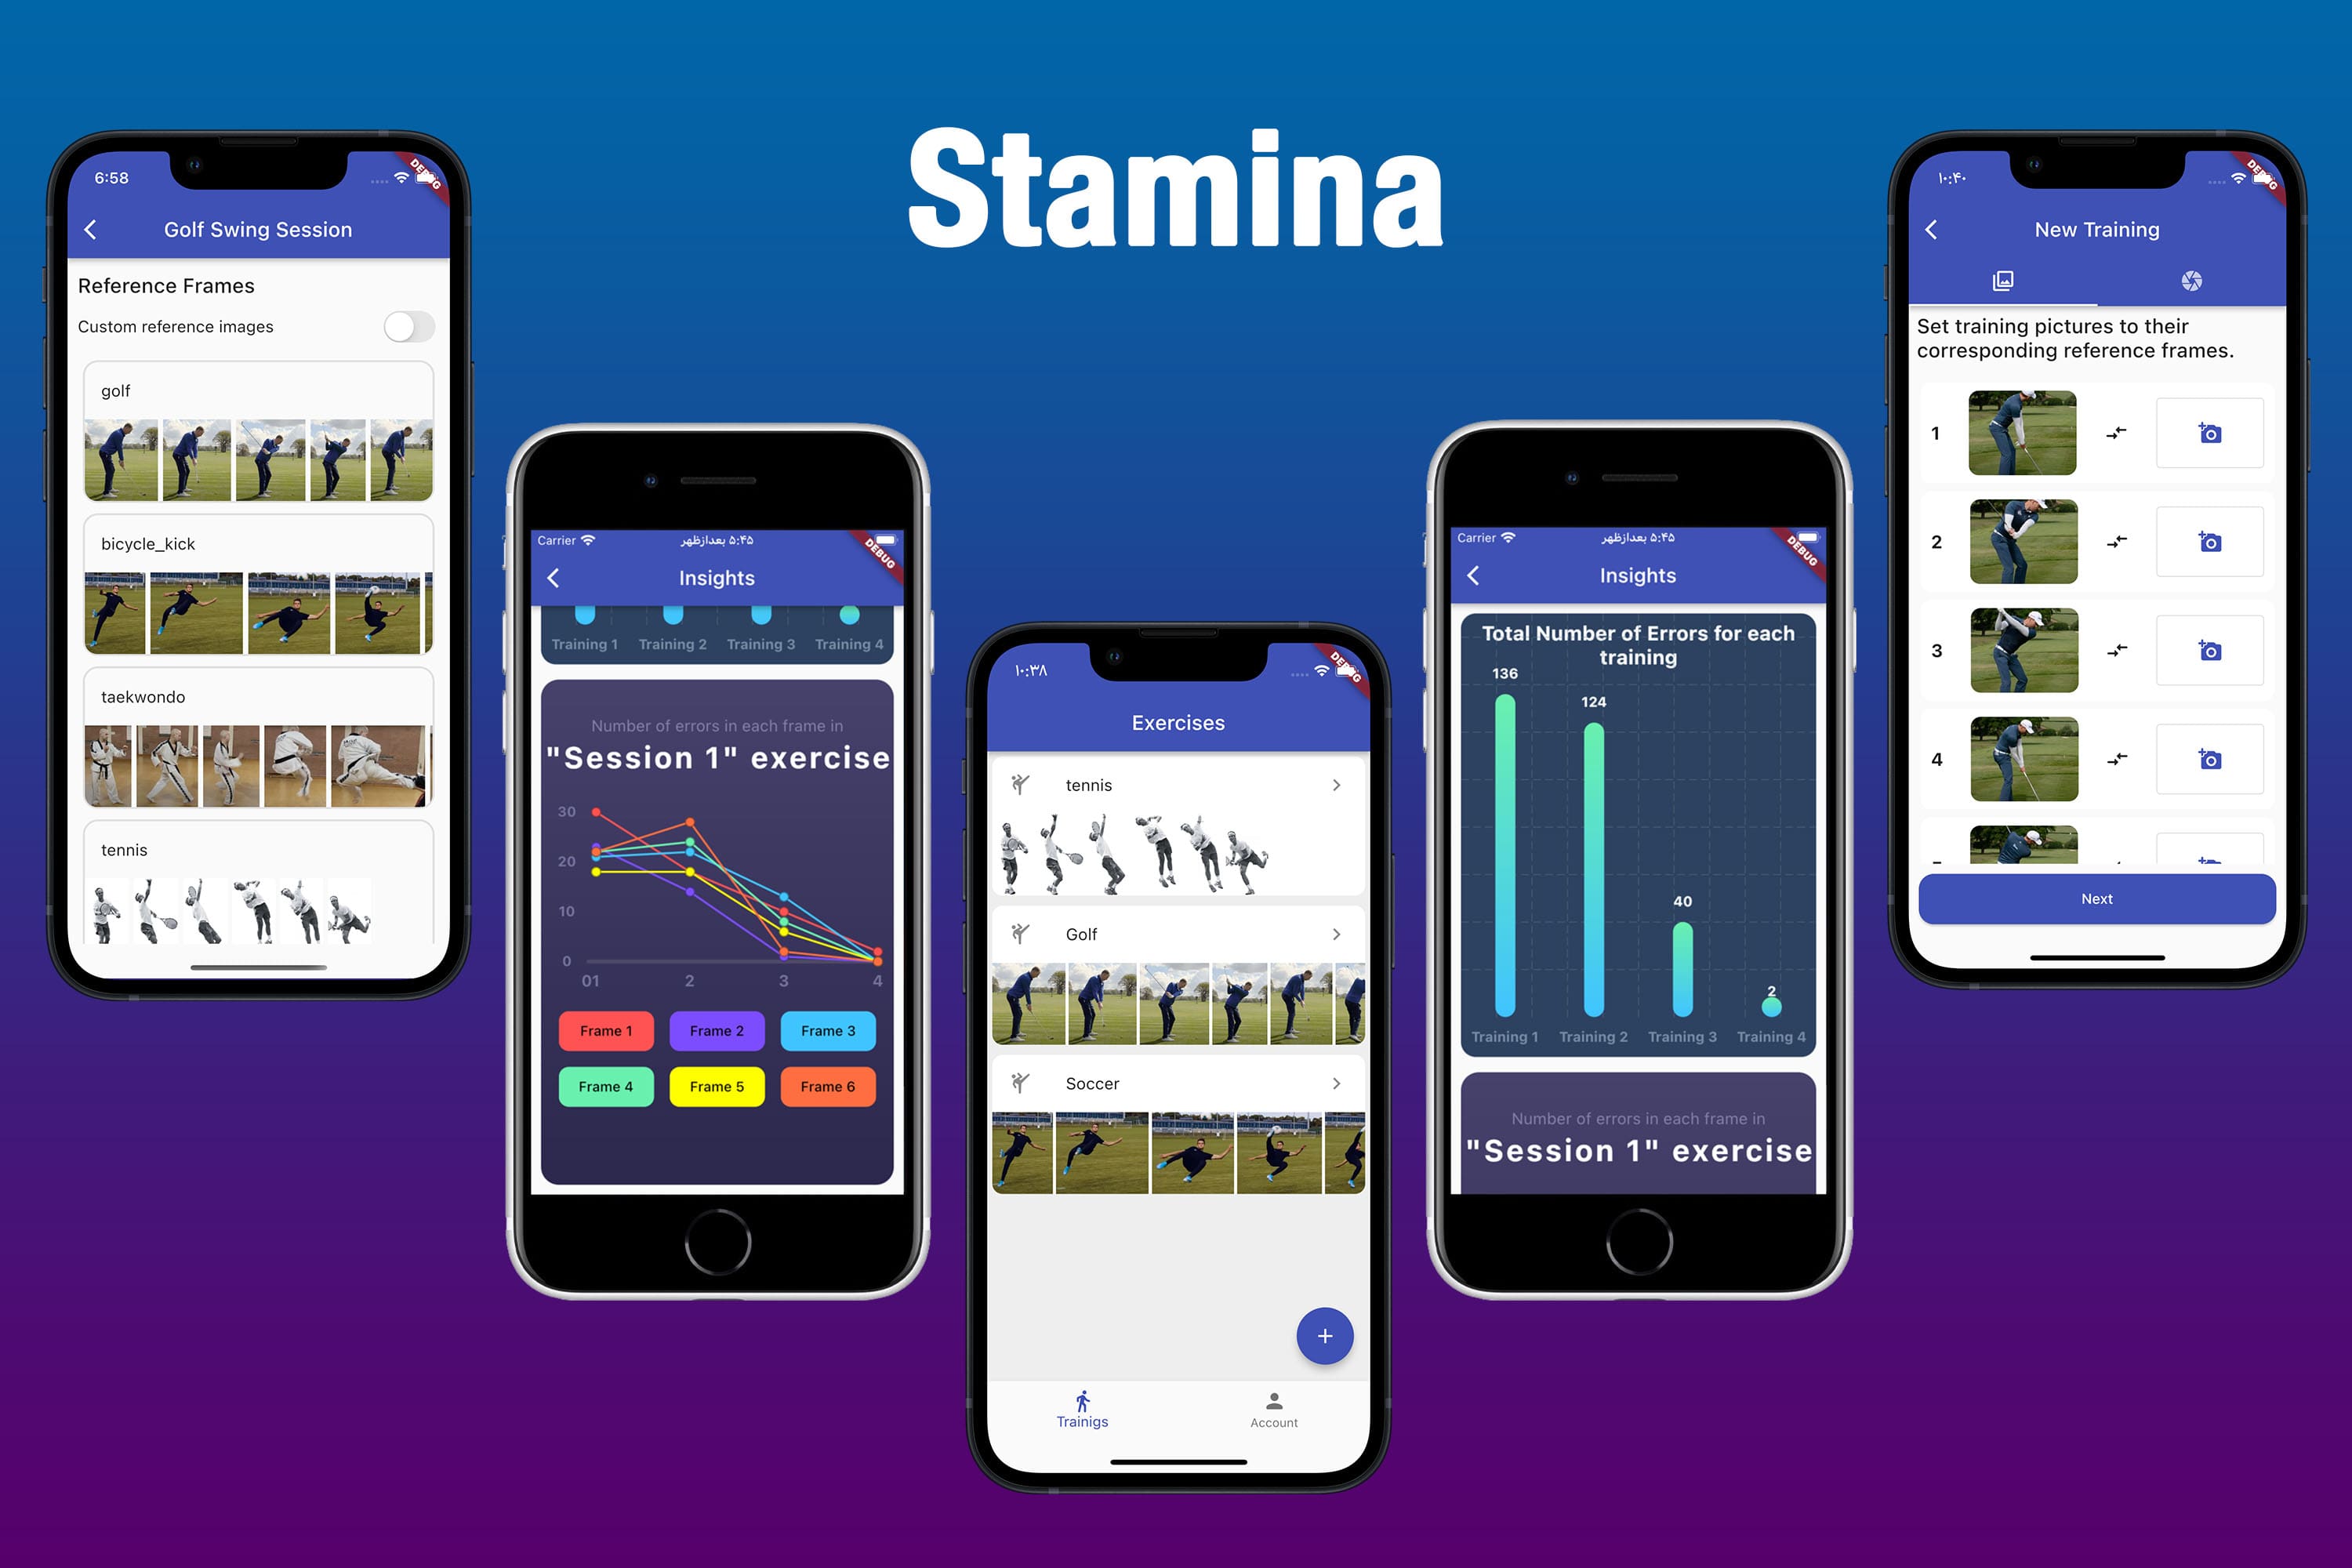 Stamina
6:58
DEBUG
Golf Swing Session
Reference Frames
Custom reference images
golf
bicycle_kick
taekwondo
tennis
Carrier
۵:۴۵ بعدازظهر
DEBUG
Insights
Training 1 Training 2 Training 3 Training 4
Number of errors in each frame in
"Session 1" exercise
30
20
10
0
01 2 3 4
Frame 1 Frame 2 Frame 3
Frame 4 Frame 5 Frame 6
۱۰:۳۸
DEBUG
Exercises
tennis
Golf
Soccer
+
Trainigs Account
Carrier
۵:۴۵ بعدازظهر
DEBUG
Insights
Total Number of Errors for each
training
136
124
40
2
Training 1 Training 2 Training 3 Training 4
Number of errors in each frame in
"Session 1" exercise
۱۰:۴۰
DEBUG
New Training
Set training pictures to their
corresponding reference frames.
1
2
3
4
Next